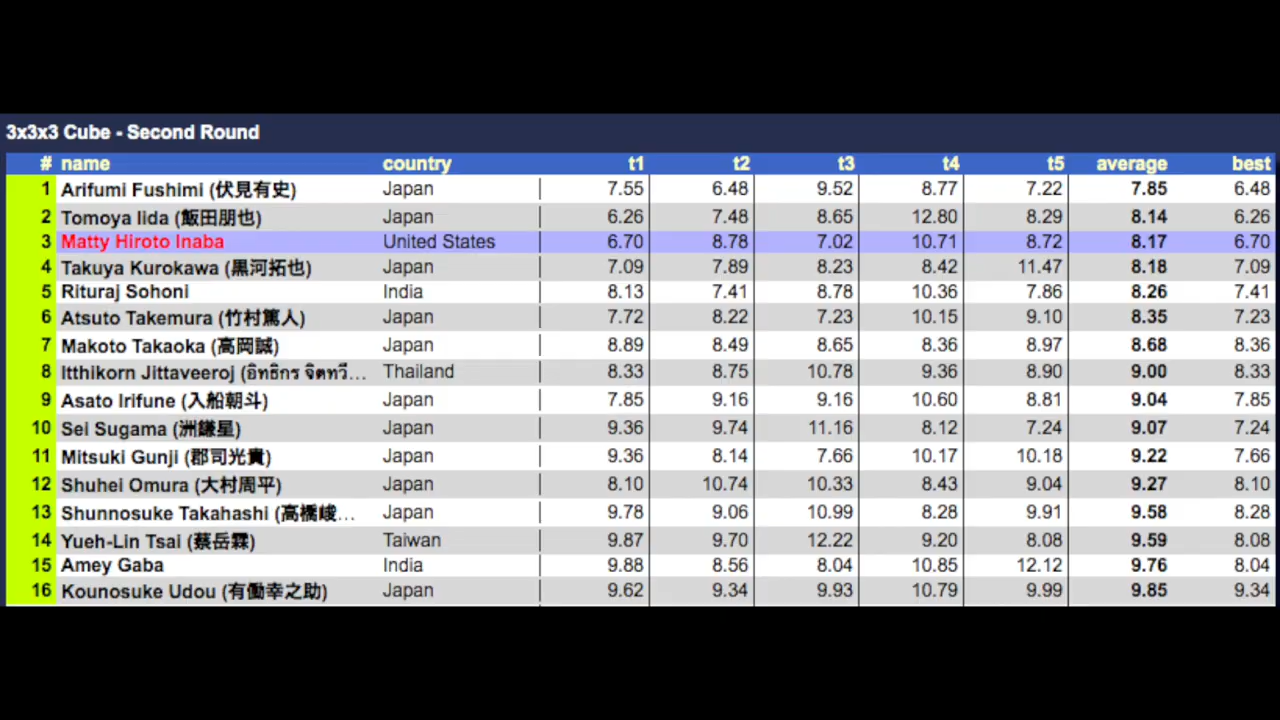 3x3x3 Cube - Second Round
# name country t1 t2 t3 t4 t5 average best
1 Arifumi Fushimi (伏見有史) Japan 7.55 6.48 9.52 8.77 7.22 7.85 6.48
2 Tomoya Iida (飯田朋也) Japan 6.26 7.48 8.65 12.80 8.29 8.14 6.26
3 Matty Hiroto Inaba United States 6.70 8.78 7.02 10.71 8.72 8.17 6.70
4 Takuya Kurokawa (黒河拓也) Japan 7.09 7.89 8.23 8.42 11.47 8.18 7.09
5 Rituraj Sohoni India 8.13 7.41 8.78 10.36 7.86 8.26 7.41
6 Atsuto Takemura (竹村篤人) Japan 7.72 8.22 7.23 10.15 9.10 8.35 7.23
7 Makoto Takaoka (高岡誠) Japan 8.89 8.49 8.65 8.36 8.97 8.68 8.36
8 Itthikorn Jittaveeroj (อิทธิกร จิตทวี... Thailand 8.33 8.75 10.78 9.36 8.90 9.00 8.33
9 Asato Irifune (入船朝斗) Japan 7.85 9.16 9.16 10.60 8.81 9.04 7.85
10 Sei Sugama (洲鎌星) Japan 9.36 9.74 11.16 8.12 7.24 9.07 7.24
11 Mitsuki Gunji (郡司光貴) Japan 9.36 8.14 7.66 10.17 10.18 9.22 7.66
12 Shuhei Omura (大村周平) Japan 8.10 10.74 10.33 8.43 9.04 9.27 8.10
13 Shunnosuke Takahashi (高橋峻... Japan 9.78 9.06 10.99 8.28 9.91 9.58 8.28
14 Yueh-Lin Tsai (蔡岳霖) Taiwan 9.87 9.70 12.22 9.20 8.08 9.59 8.08
15 Amey Gaba India 9.88 8.56 8.04 10.85 12.12 9.76 8.04
16 Kounosuke Udou (有働幸之助) Japan 9.62 9.34 9.93 10.79 9.99 9.85 9.34